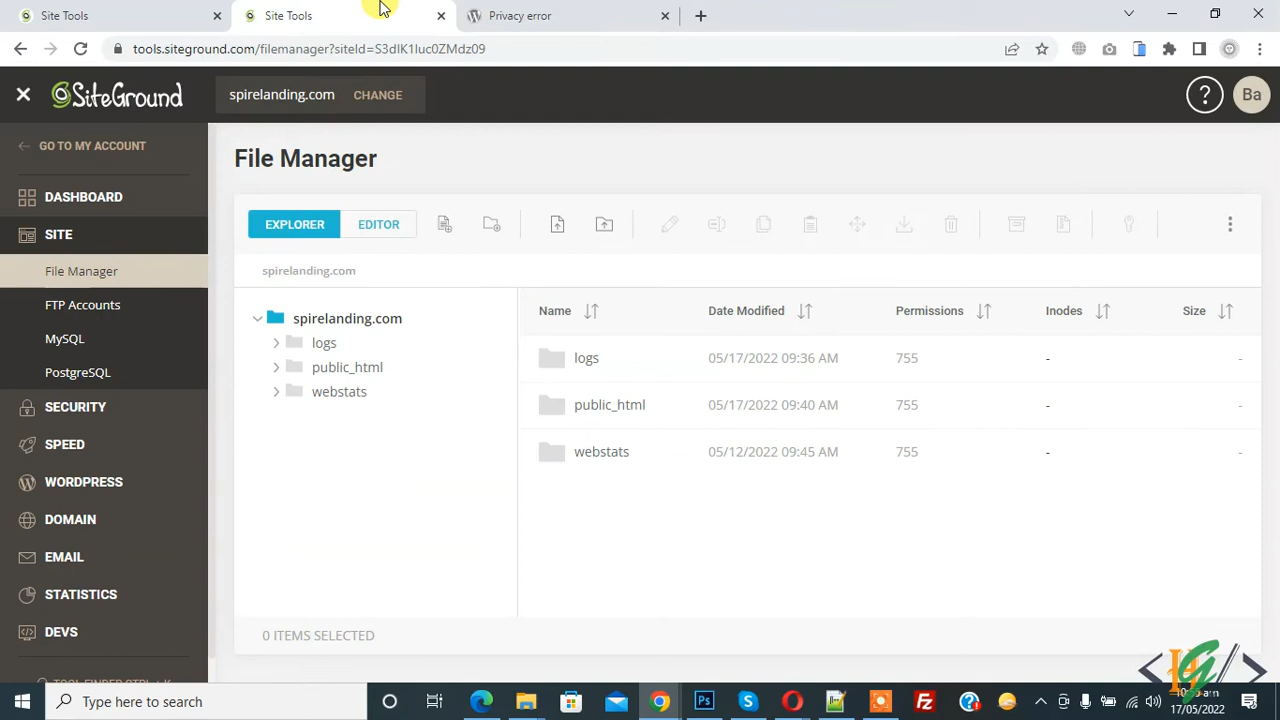 Site Tools
Site Tools
Privacy error
tools.siteground.com/filemanager?siteId=S3dlK1luc0ZMdz09
SiteGround
spirelanding.com CHANGE
?
Ba
GO TO MY ACCOUNT
DASHBOARD
SITE
File Manager
FTP Accounts
MySQL
PostgreSQL
SECURITY
SPEED
WORDPRESS
DOMAIN
EMAIL
STATISTICS
DEVS
File Manager
EXPLORER EDITOR
spirelanding.com
spirelanding.com
logs
public_html
webstats
Name Date Modified Permissions Inodes Size
logs 05/17/2022 09:36 AM 755 - -
public_html 05/17/2022 09:40 AM 755 - -
webstats 05/12/2022 09:45 AM 755 - -
0 ITEMS SELECTED
Type here to search
17/05/2022